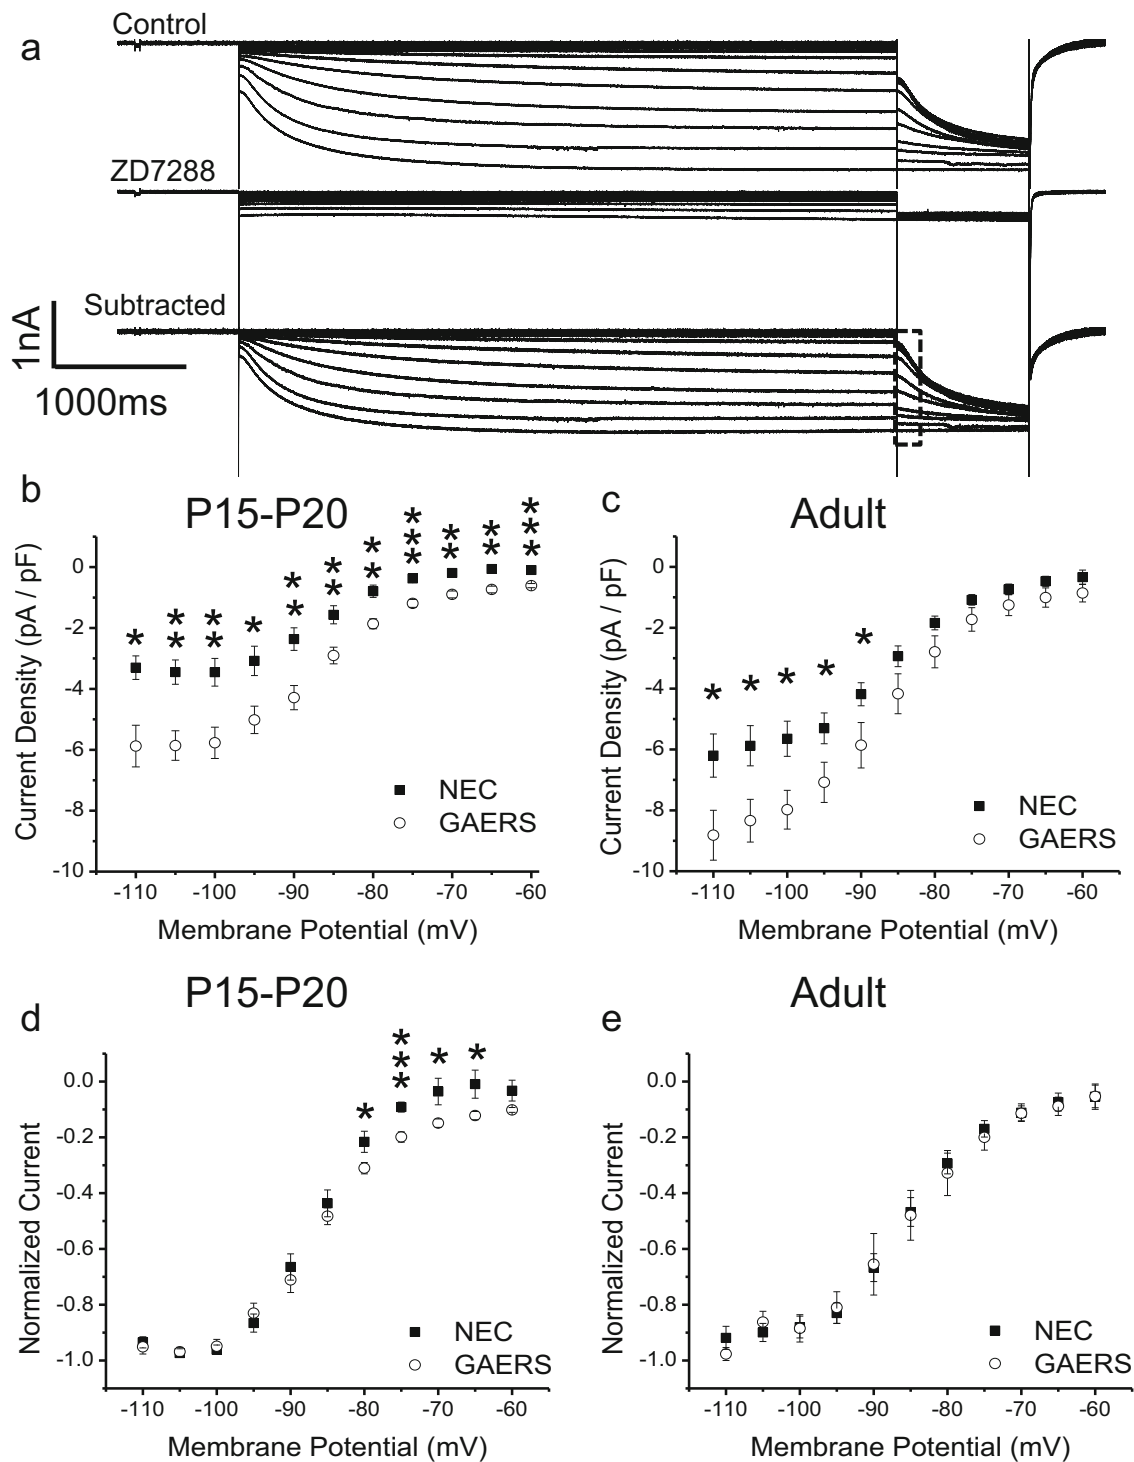 a
Control
ZD7288
Subtracted
1nA
1000ms
b
P15-P20
* ** ** * ** ** ** *** ** ** ***
0
-2
-4
-6
-8
-10
Current Density (pA / pF)
NEC
GAERS
-110 -100 -90 -80 -70 -60
Membrane Potential (mV)
c
Adult
* * * * *
0
-2
-4
-6
-8
-10
Current Density (pA / pF)
NEC
GAERS
-110 -100 -90 -80 -70 -60
Membrane Potential (mV)
d
P15-P20
* *** * *
0.0
-0.2
-0.4
-0.6
-0.8
-1.0
Normalized Current
NEC
GAERS
-110 -100 -90 -80 -70 -60
Membrane Potential (mV)
e
Adult
0.0
-0.2
-0.4
-0.6
-0.8
-1.0
Normalized Current
NEC
GAERS
-110 -100 -90 -80 -70 -60
Membrane Potential (mV)